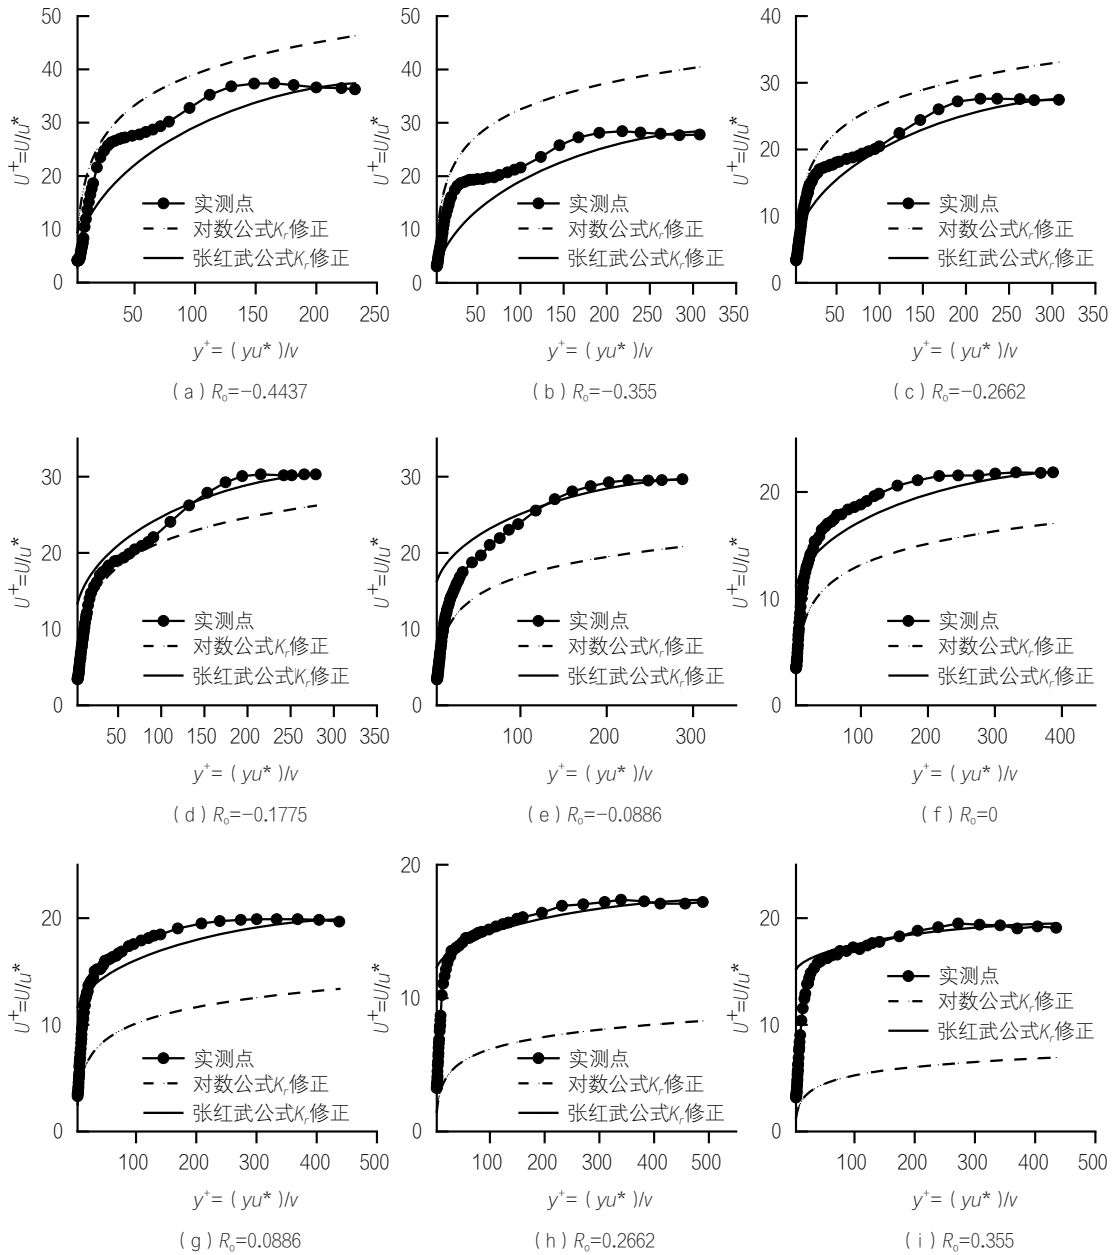 50
40
30
20
10
0
U⁺=U/u*
实测点
对数公式Kᵣ修正
张红武公式Kᵣ修正
50 100 150 200 250
y⁺= ( yu* )/v
( a ) R₀=−0.4437
50
40
30
20
10
0
U⁺=U/u*
实测点
对数公式Kᵣ修正
张红武公式Kᵣ修正
50 100 150 200 250 300 350
y⁺= ( yu* )/v
( b ) R₀=−0.355
40
30
20
10
0
U⁺=U/u*
实测点
对数公式Kᵣ修正
张红武公式Kᵣ修正
50 100 150 200 250 300 350
y⁺= ( yu* )/v
( c ) R₀=−0.2662
30
20
10
0
U⁺=U/u*
实测点
对数公式Kᵣ修正
张红武公式Kᵣ修正
50 100 150 200 250 300 350
y⁺= ( yu* )/v
( d ) R₀=−0.1775
30
20
10
0
U⁺=U/u*
实测点
对数公式Kᵣ修正
张红武公式Kᵣ修正
100 200 300
y⁺= ( yu* )/v
( e ) R₀=−0.0886
20
10
0
U⁺=U/u*
实测点
对数公式Kᵣ修正
张红武公式Kᵣ修正
100 200 300 400
y⁺= ( yu* )/v
( f ) R₀=0
20
10
0
U⁺=U/u*
实测点
对数公式Kᵣ修正
张红武公式Kᵣ修正
100 200 300 400 500
y⁺= ( yu* )/v
( g ) R₀=0.0886
20
10
0
U⁺=U/u*
实测点
对数公式Kᵣ修正
张红武公式Kᵣ修正
100 200 300 400 500
y⁺= ( yu* )/v
( h ) R₀=0.2662
20
10
0
U⁺=U/u*
实测点
对数公式Kᵣ修正
张红武公式Kᵣ修正
100 200 300 400 500
y⁺= ( yu* )/v
( i ) R₀=0.355